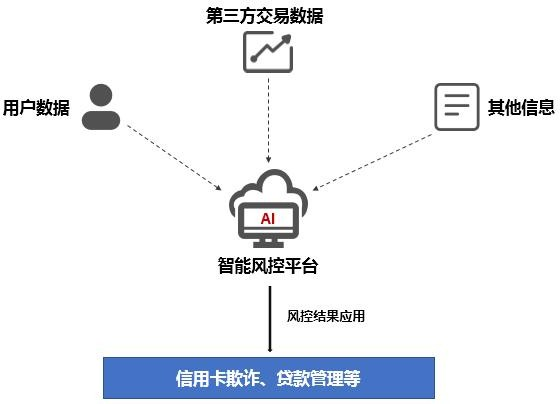 第三方交易数据
用户数据
其他信息
AI
智能风控平台
风控结果应用
信用卡欺诈、贷款管理等